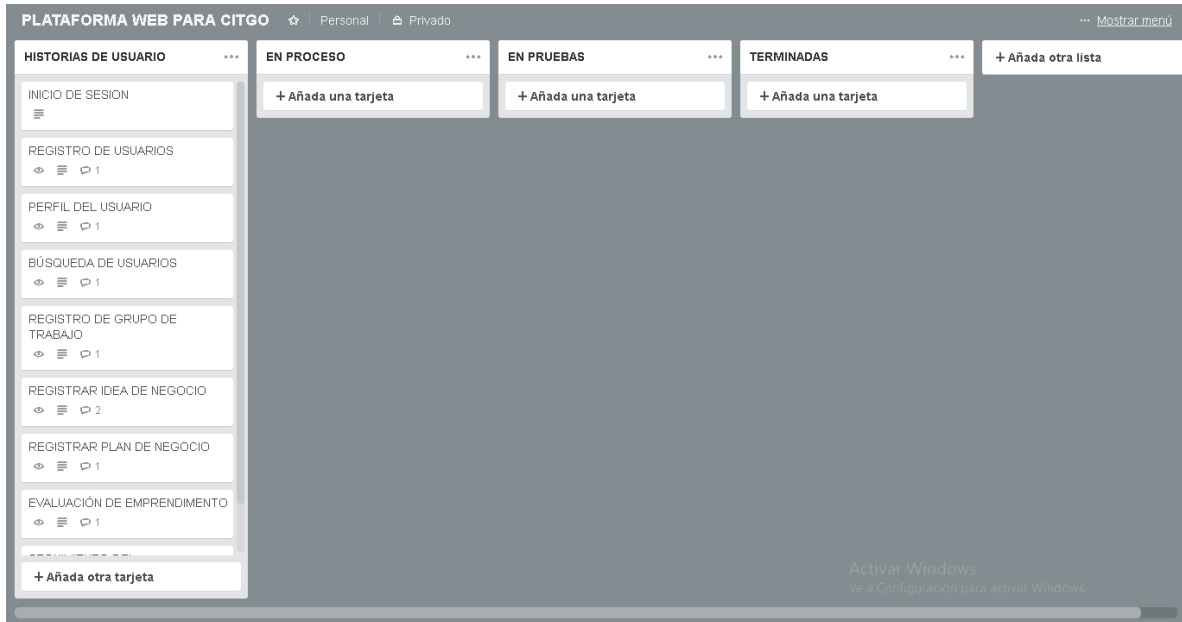 PLATAFORMA WEB PARA CITGO Personal Privado ... Mostrar menú
HISTORIAS DE USUARIO ...
INICIO DE SESION
REGISTRO DE USUARIOS
1
PERFIL DEL USUARIO
1
BÚSQUEDA DE USUARIOS
1
REGISTRO DE GRUPO DE
TRABAJO
1
REGISTRAR IDEA DE NEGOCIO
2
REGISTRAR PLAN DE NEGOCIO
1
EVALUACIÓN DE EMPRENDIMENTO
1
+ Añada otra tarjeta
EN PROCESO ...
+ Añada una tarjeta
EN PRUEBAS ...
+ Añada una tarjeta
TERMINADAS ...
+ Añada una tarjeta
+ Añada otra lista
Activar Windows
Ve a Configuración para activar Windows.